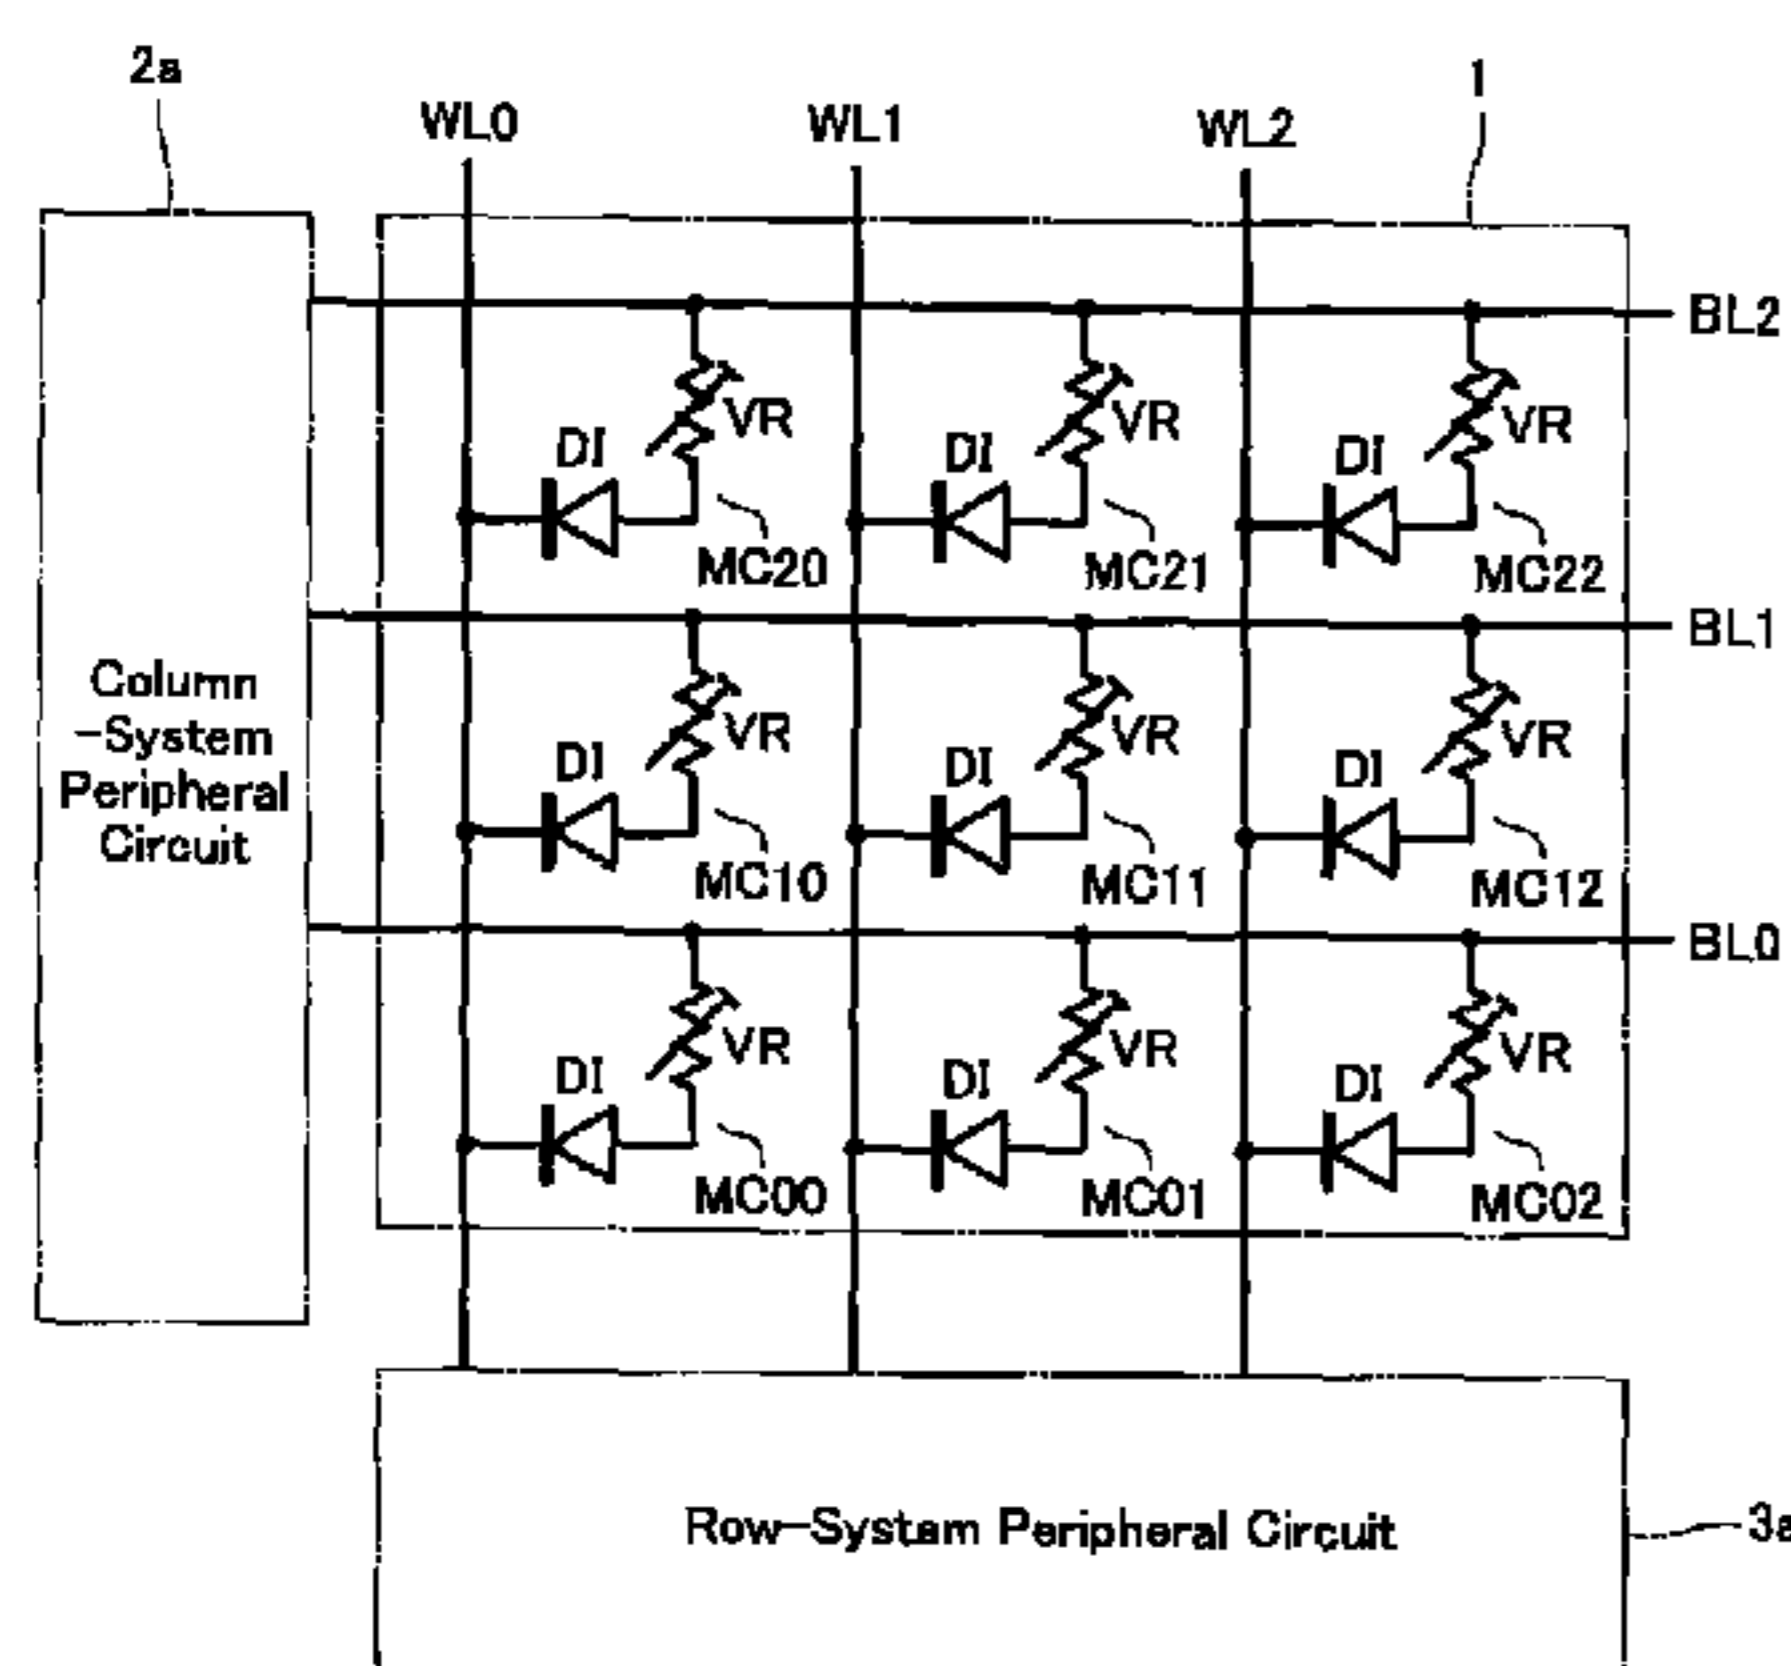 2a
1
WL0 WL1 WL2
BL2
VR VR VR
DI DI DI
MC20 MC21 MC22
BL1
VR VR VR
DI DI DI
MC10 MC11 MC12
Column
-System
Peripheral
Circuit
BL0
VR VR VR
DI DI DI
MC00 MC01 MC02
Row-System Peripheral Circuit
3a